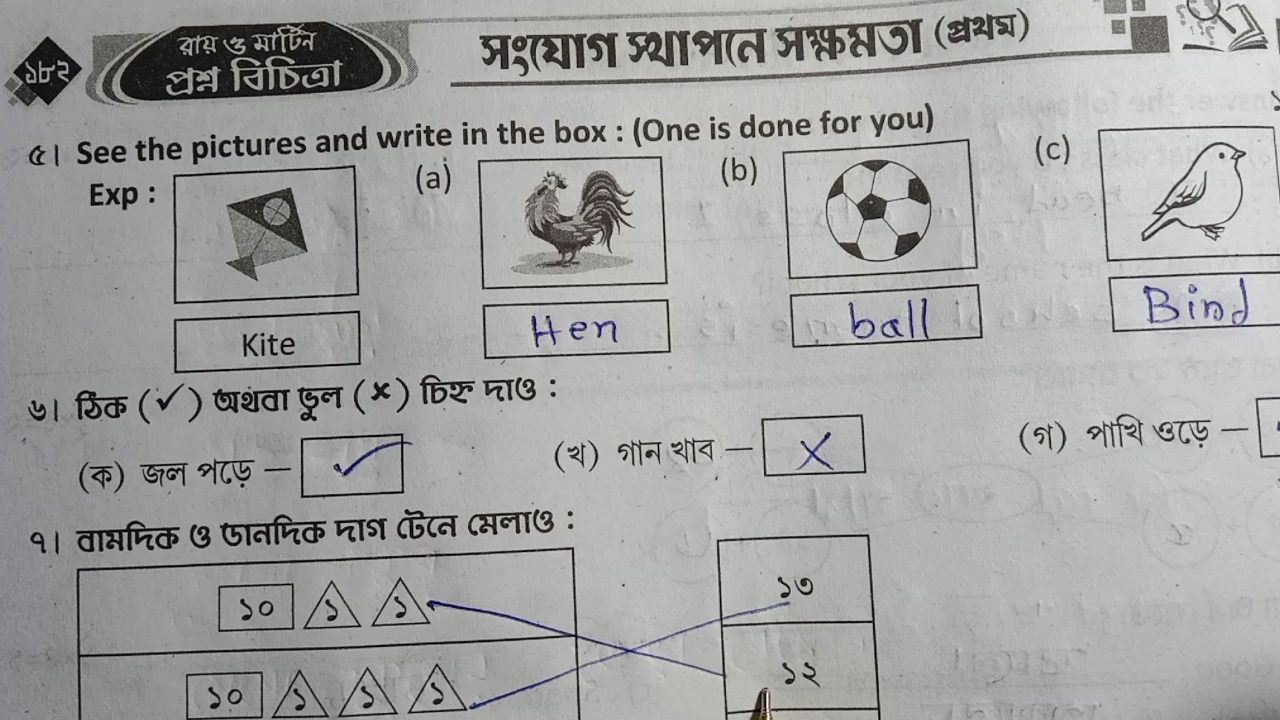 ১৮২
রায় ও মার্টিন
প্রশ্ন বিচিত্রা
সংযোগ স্থাপনে সক্ষমতা (প্রথম)
৫। See the pictures and write in the box : (One is done for you)
Exp : (a) (b) (c)
Kite Hen ball Bind
৬। ঠিক (✓) অথবা ভুল (×) চিহ্ন দাও :
(ক) জল পড়ে – ✓ (খ) গান খাব – X (গ) পাখি ওড়ে –
৭। বামদিক ও ডানদিক দাগ টেনে মেলাও :
১০ ১ ১ ১৩
১০ ১ ১ ১ ১২